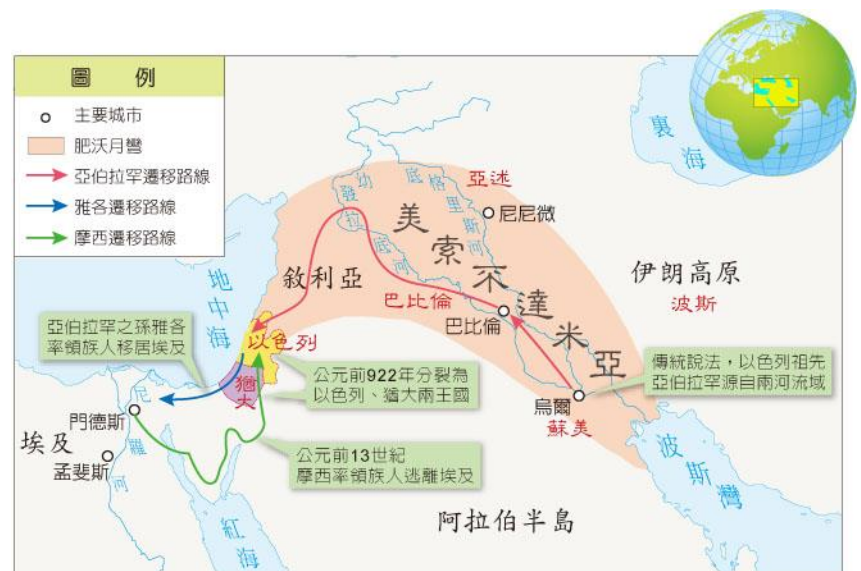 圖 例
主要城市
肥沃月彎
亞伯拉罕遷移路線
雅各遷移路線
摩西遷移路線
裏海
幼發拉底河
底格里斯河
亞述
尼尼微
美索不達米亞
伊朗高原
波斯
地中海
敘利亞
巴比倫
巴比倫
亞伯拉罕之孫雅各
率領族人移居埃及
以色列
猶大
公元前922年分裂為
以色列、猶大兩王國
傳統說法,以色列祖先
亞伯拉罕源自兩河流域
烏爾
蘇美
門德斯
尼羅河
埃及
孟斐斯
公元前13世紀
摩西率領族人逃離埃及
波斯灣
阿拉伯半島
紅海